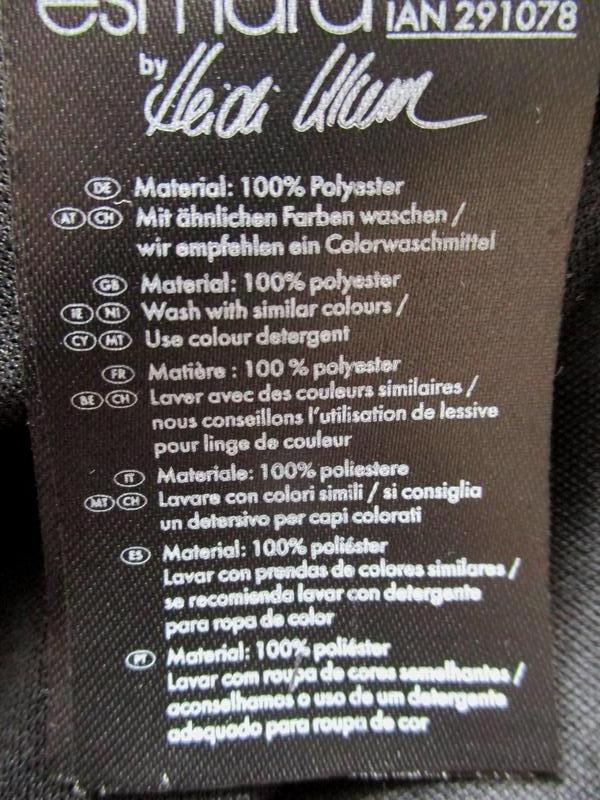 esmara IAN 291078
by Heidi Klum
DE Material: 100% Polyester
AT CH Mit ähnlichen Farben waschen /
wir empfehlen ein Colorwaschmittel
GB Material: 100% polyester
IE NI Wash with similar colours /
CY MT Use colour detergent
FR Matière : 100 % polyester
BE CH Laver avec des couleurs similaires /
nous conseillons l'utilisation de lessive
pour linge de couleur
IT Materiale: 100% poliestere
MT CH Lavare con colori simili / si consiglia
un detersivo per capi colorati
ES Material: 100% poliéster
Lavar con prendas de colores similares /
se recomienda lavar con detergente
para ropa de color
PT Material: 100% poliéster
Lavar com roupa de cores semelhantes /
aconselhamos o uso de um detergente
adequado para roupa de cor